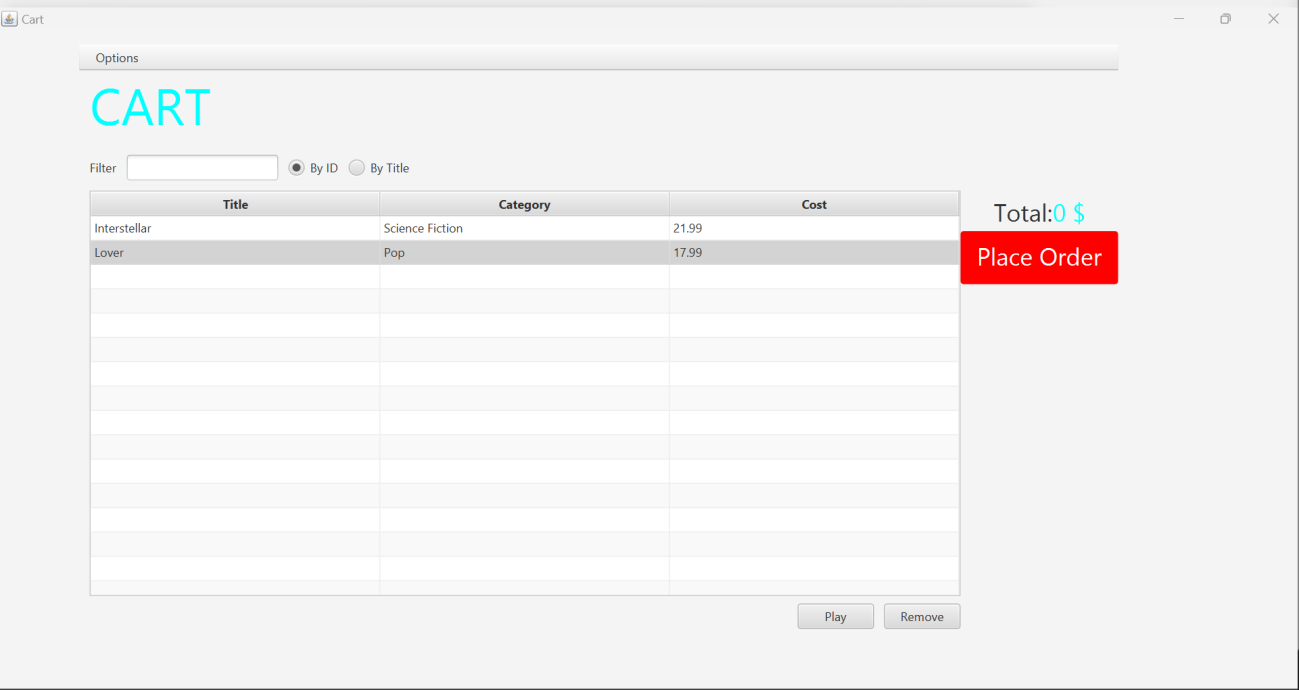 Cart
Options
CART
Filter By ID By Title
Title Category Cost
Interstellar Science Fiction 21.99
Lover Pop 17.99
Total:0 $
Place Order
Play Remove